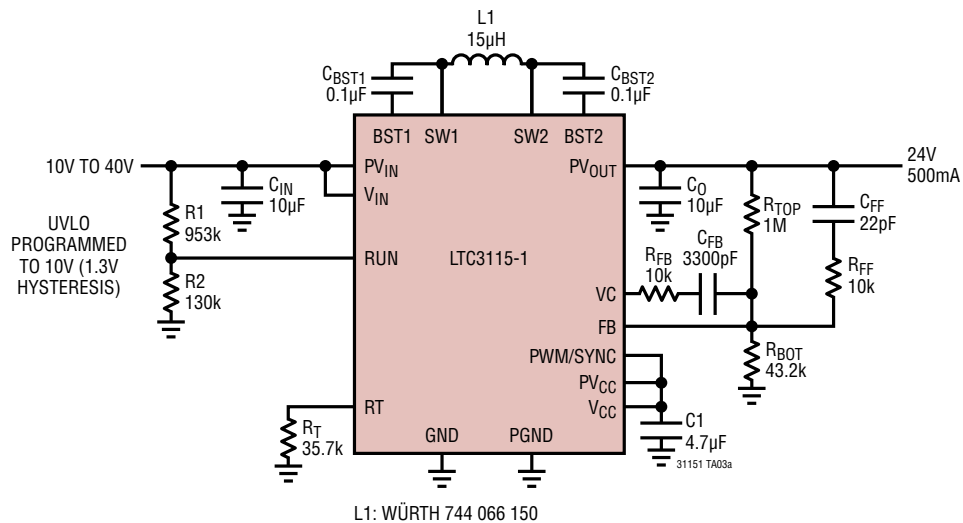 L1
15µH
CBST1
0.1µF
CBST2
0.1µF
BST1 SW1 SW2 BST2
10V TO 40V
PVIN
VIN
CIN
10µF
R1
953k
UVLO
PROGRAMMED
TO 10V (1.3V
HYSTERESIS)
R2
130k
RUN
LTC3115-1
PVOUT
24V
500mA
CO
10µF
RTOP
1M
CFF
22pF
RFB
10k
CFB
3300pF
RFF
10k
VC
FB
RBOT
43.2k
PWM/SYNC
PVCC
VCC
C1
4.7µF
31151 TA03a
RT
RT
35.7k
GND PGND
L1: WÜRTH 744 066 150